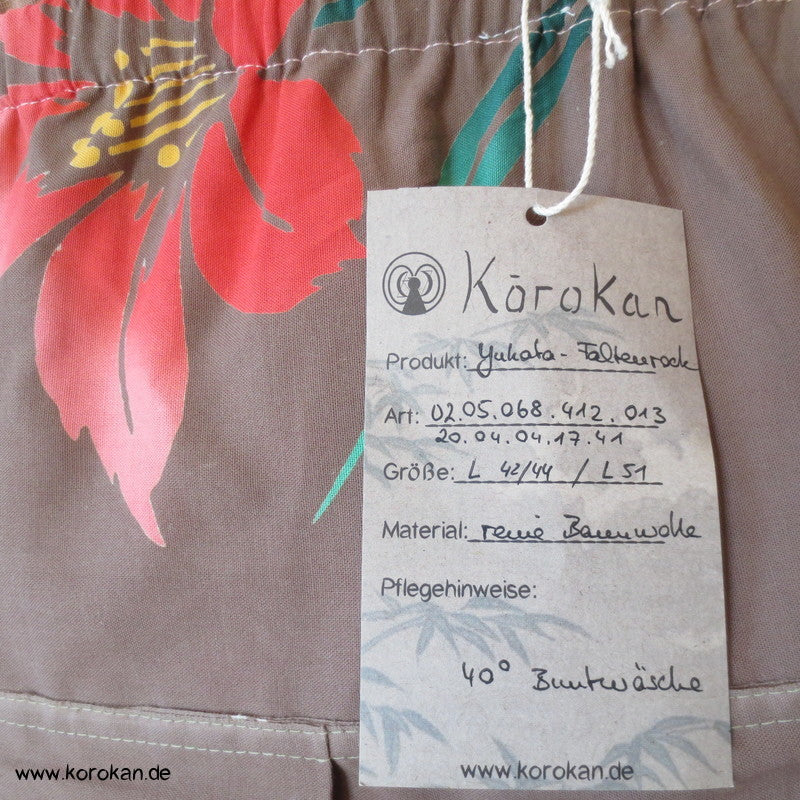 Kōrokan
Produkt: Yukata - Faltenrock
Art: 02.05.068.412.013
20.04.04.17.41
Größe: L 42/44 / L 51
Material: reine Baumwolle
Pflegehinweise:
40° Buntwäsche
www.korokan.de
www.korokan.de